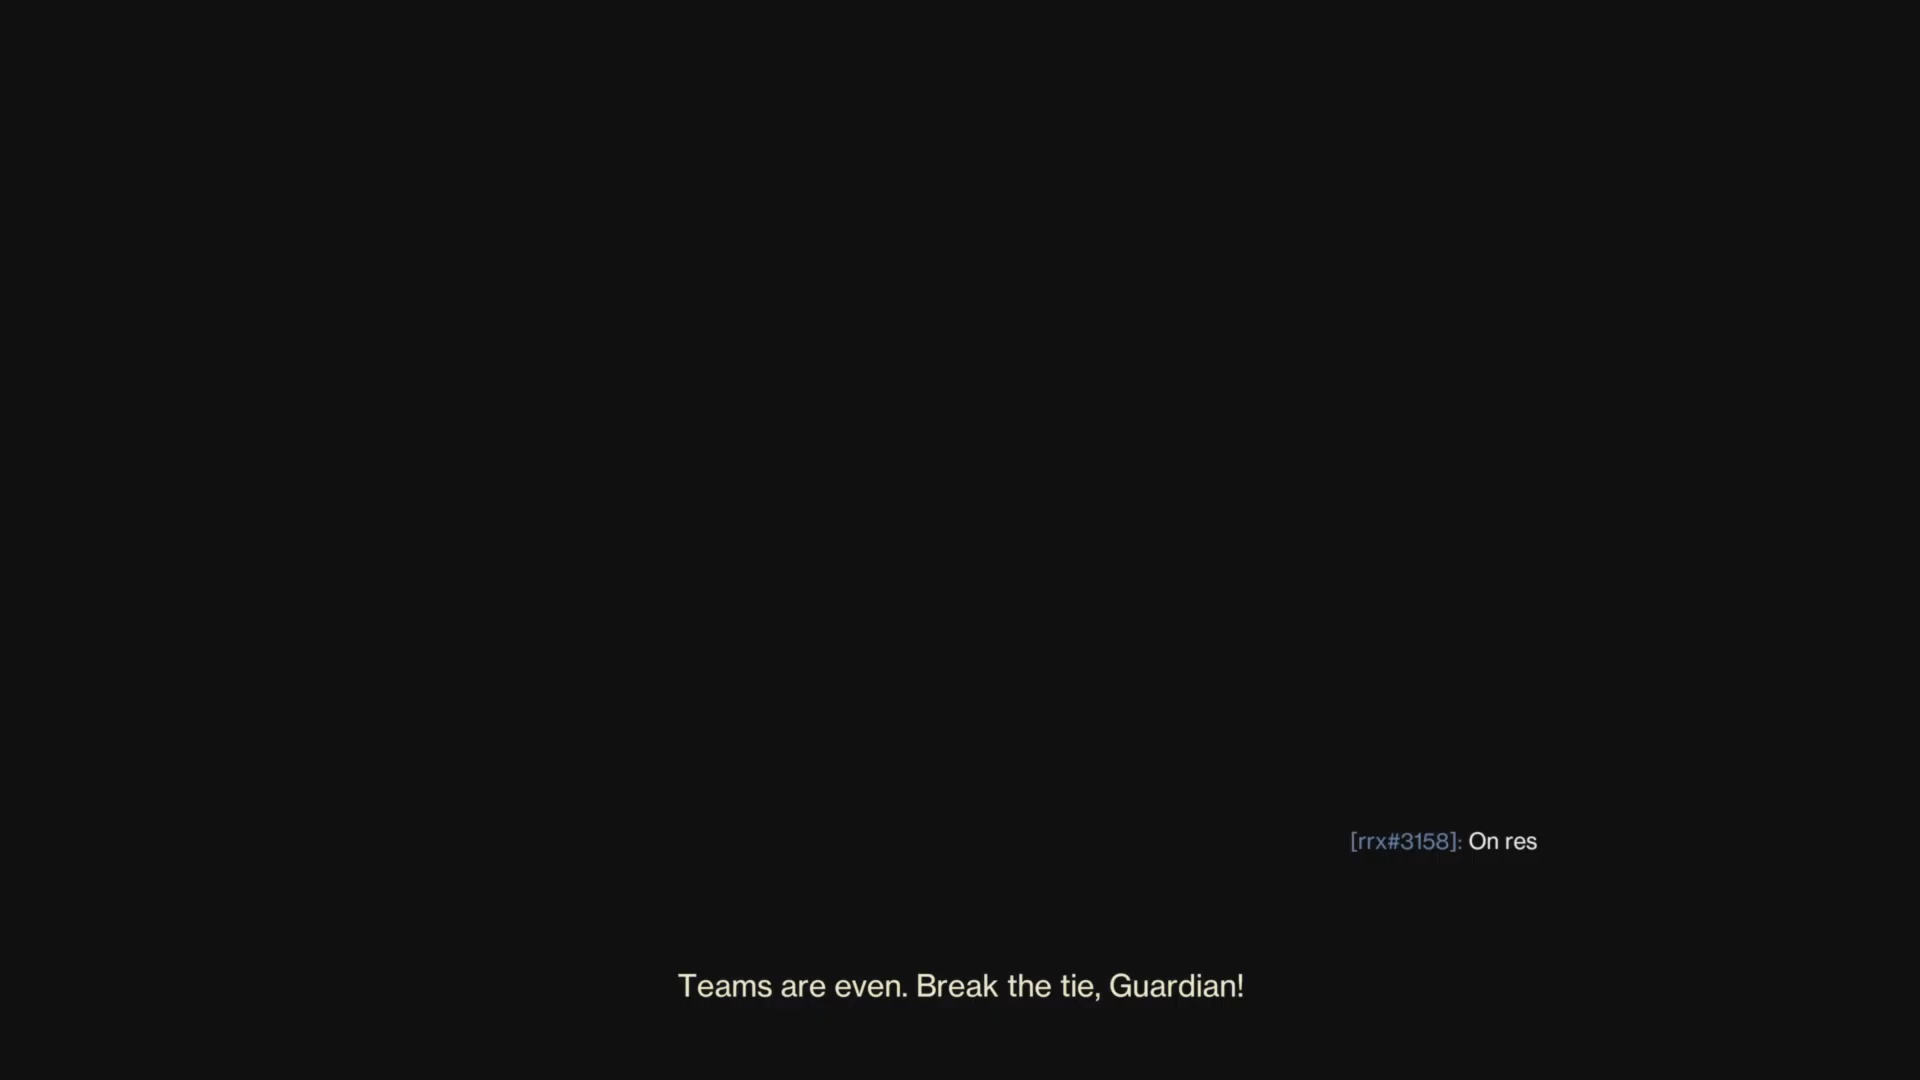 [rrx#3158]: On res
Teams are even. Break the tie, Guardian!